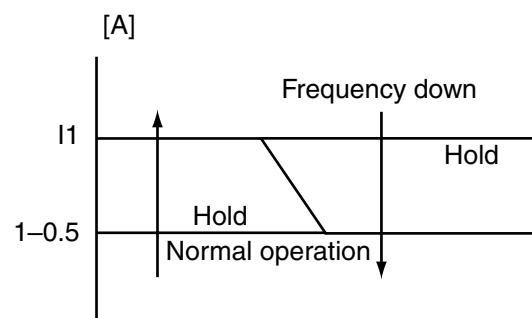 [A]
Frequency down
I1
Hold
Hold
1–0.5
Normal operation